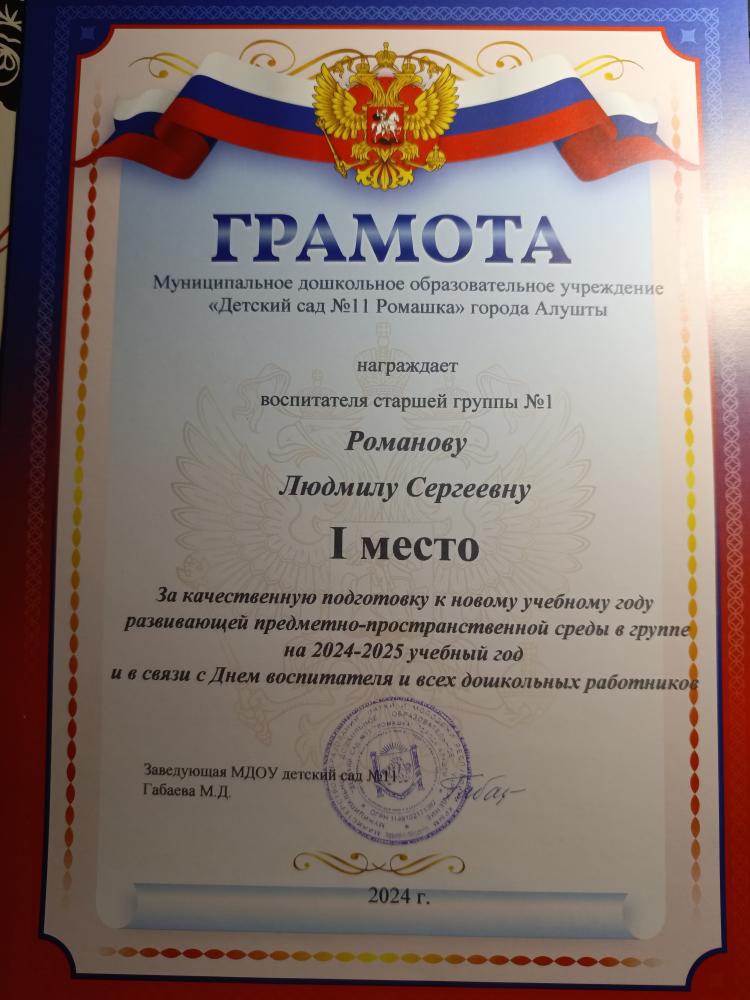 ГРАМОТА
Муниципальное дошкольное образовательное учреждение
«Детский сад №11 Ромашка» города Алушты
награждает
воспитателя старшей группы №1
Романову
Людмилу Сергеевну
I место
За качественную подготовку к новому учебному году
развивающей предметно-пространственной среды в группе
на 2024-2025 учебный год
и в связи с Днем воспитателя и всех дошкольных работников
Заведующая МДОУ детский сад №11
Габаева М.Д.
2024 г.